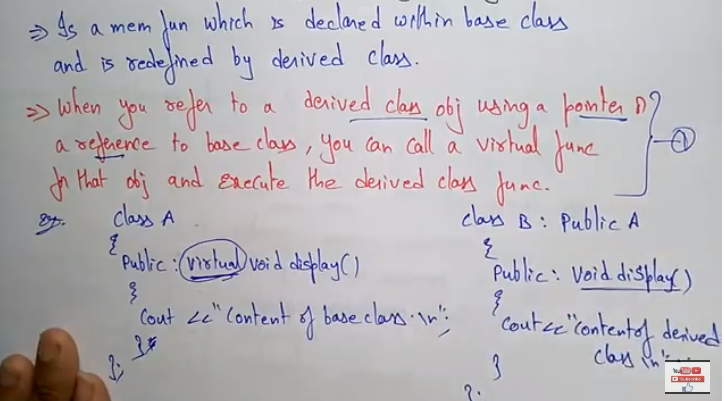 ⇒ Is a mem fun which is declared within base class
and is redefined by derived class.
⇒ When you refer to a derived class obj using a pointer or
a reference to base class, you can call a virtual func
for that obj and execute the derived class func.
①
Eg.
class A
{
Public: virtual void display()
{
Cout << "Content of base class.\n";
}
};
class B: Public A
{
Public: void display()
{
Cout<< "Content of derived
class \n"
}
};
You
Subscribe